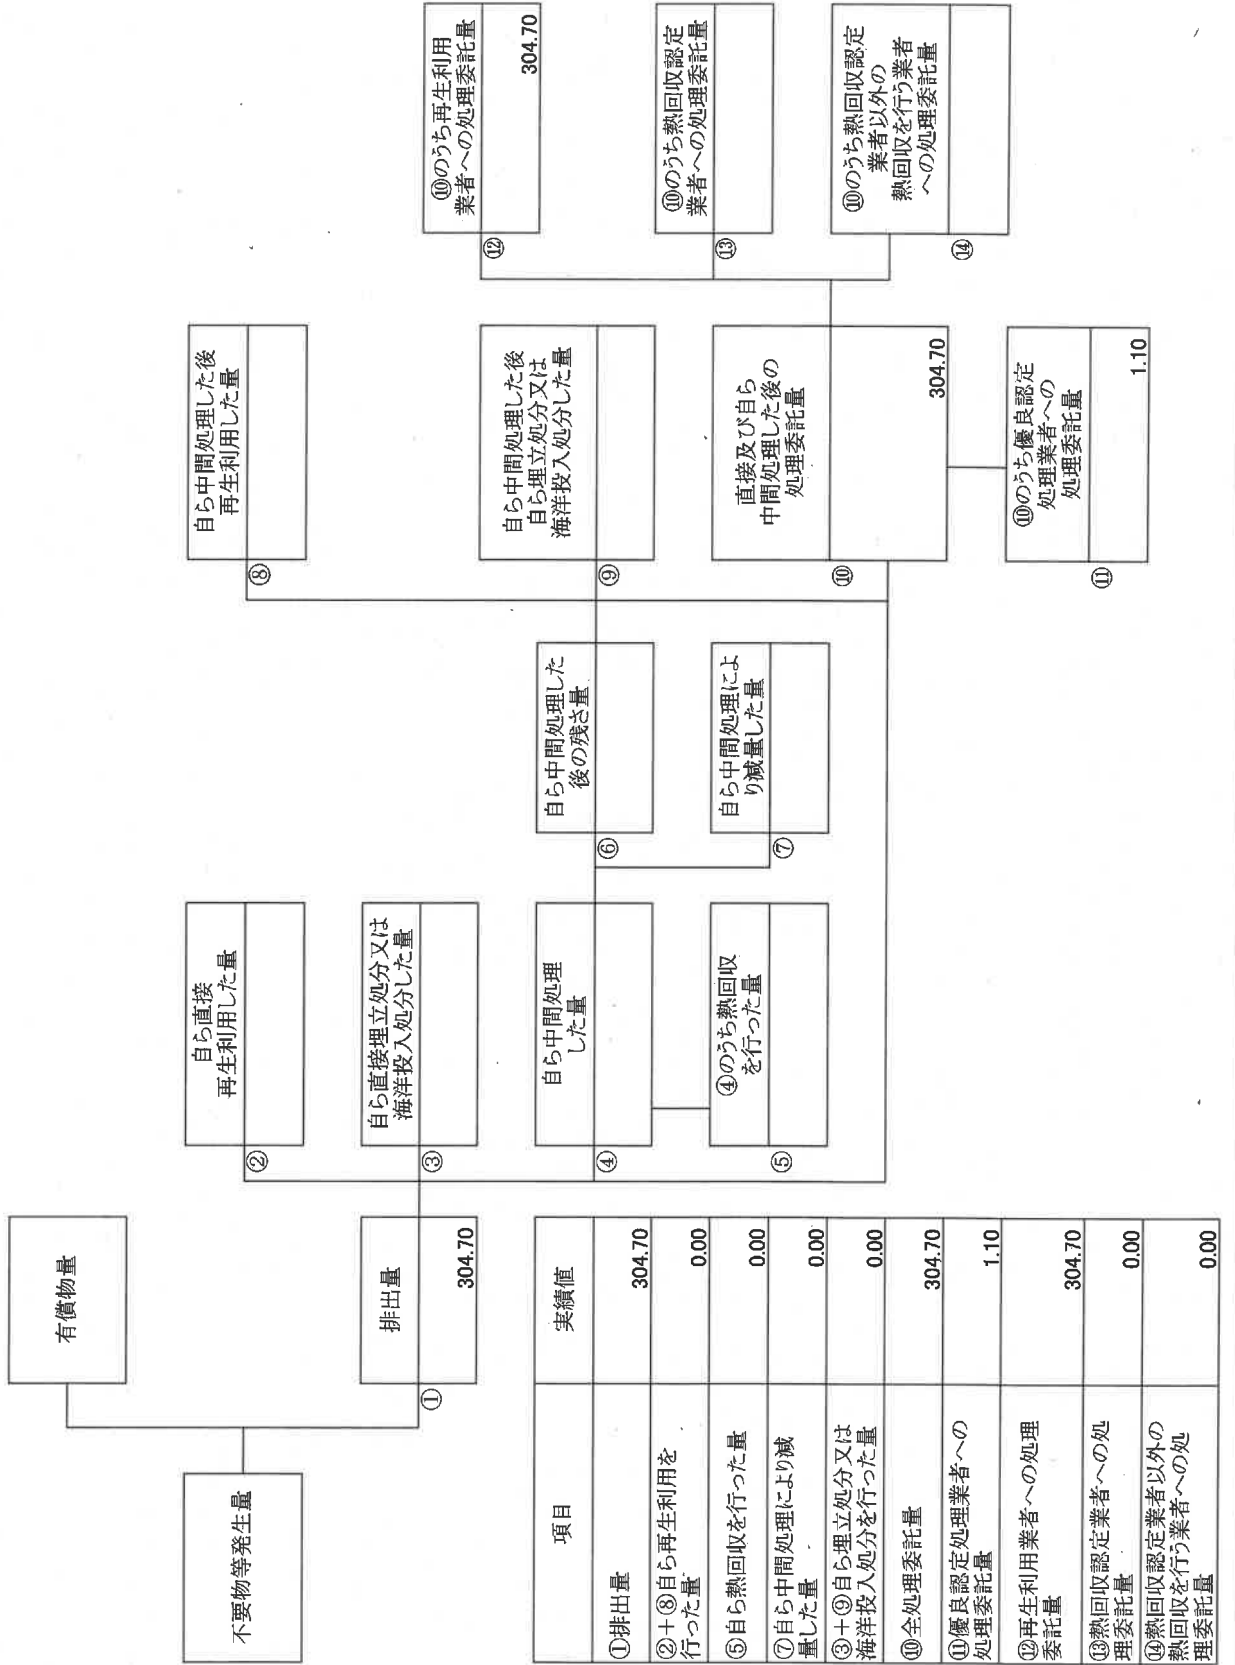 有償物量
不要物等発生量
排出量
①
304.70
自ら直接
再生利用した量
②
自ら直接埋立処分又は
海洋投入処分した量
③
自ら中間処理
した量
④
④のうち熱回収
を行った量
⑤
自ら中間処理した
後の残さ量
⑥
自ら中間処理によ
り減量した量
⑦
自ら中間処理した後
再生利用した量
⑧
自ら中間処理した後
自ら埋立処分又は
海洋投入処分した量
⑨
直接及び自ら
中間処理した後の
処理委託量
⑩
304.70
⑩のうち優良認定
処理業者への
処理委託量
⑪
1.10
⑩のうち再生利用
業者への処理委託量
⑫
304.70
⑩のうち熱回収認定
業者への処理委託量
⑬
⑩のうち熱回収認定
業者以外の
熱回収を行う業者
への処理委託量
⑭
項目 実績値
①排出量 304.70
②+⑧自ら再生利用を
行った量 0.00
⑤自ら熱回収を行った量 0.00
⑦自ら中間処理により減
量した量 0.00
③+⑨自ら埋立処分又は
海洋投入処分を行った量 0.00
⑩全処理委託量 304.70
⑪優良認定処理業者への
処理委託量 1.10
⑫再生利用業者への処理
委託量 304.70
⑬熱回収認定業者への処
理委託量 0.00
⑭熱回収認定業者以外の
熱回収を行う業者への処
理委託量 0.00